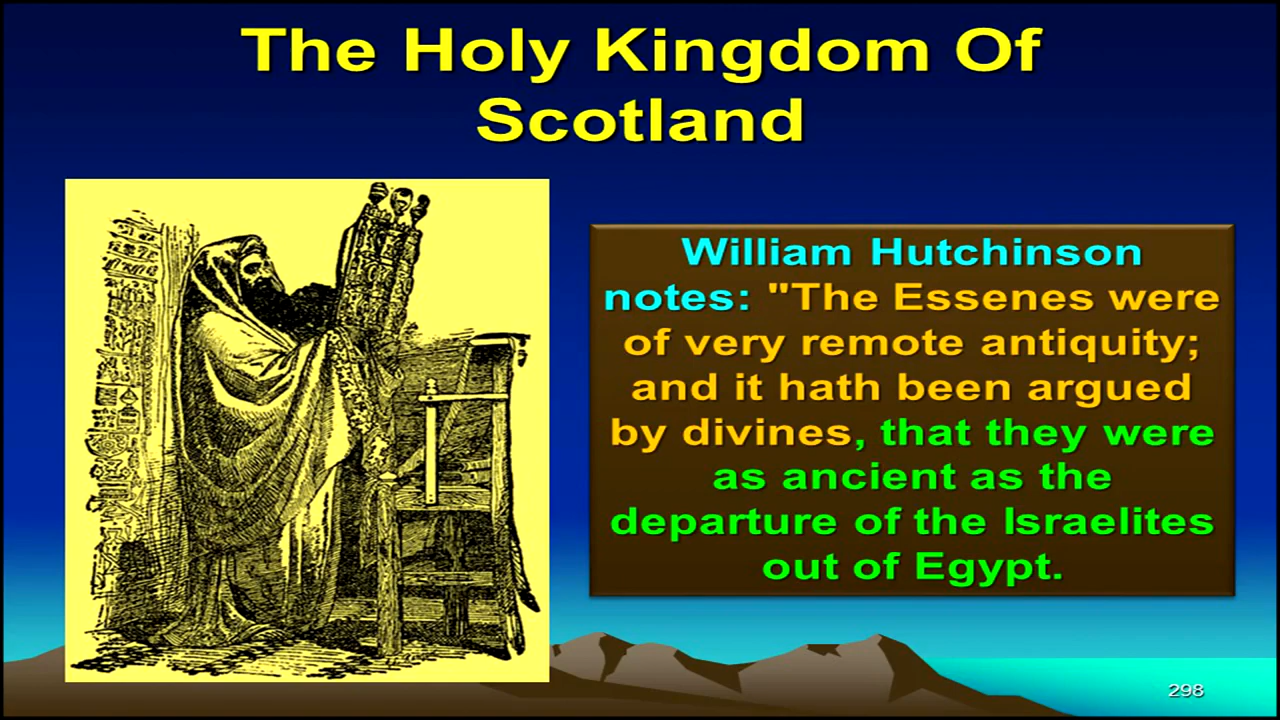 The Holy Kingdom Of
Scotland
William Hutchinson
notes: "The Essenes were
of very remote antiquity;
and it hath been argued
by divines, that they were
as ancient as the
departure of the Israelites
out of Egypt.
298